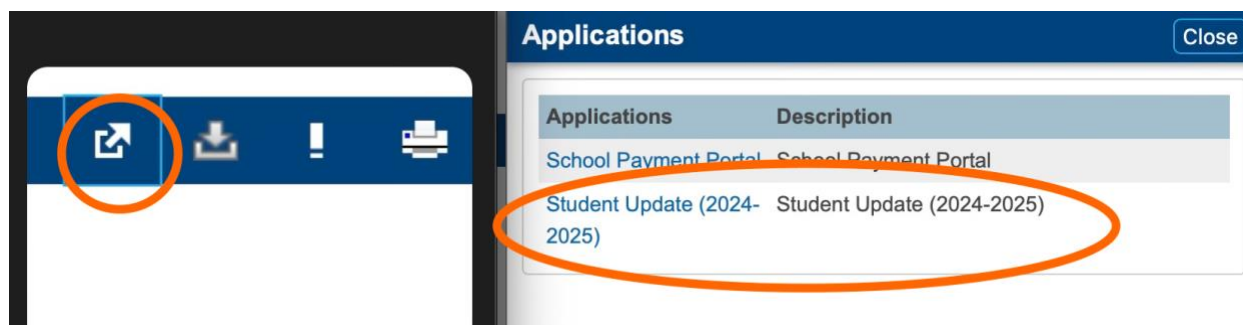 Applications Close
Applications Description
School Payment Portal School Payment Portal
Student Update (2024- Student Update (2024-2025)
2025)